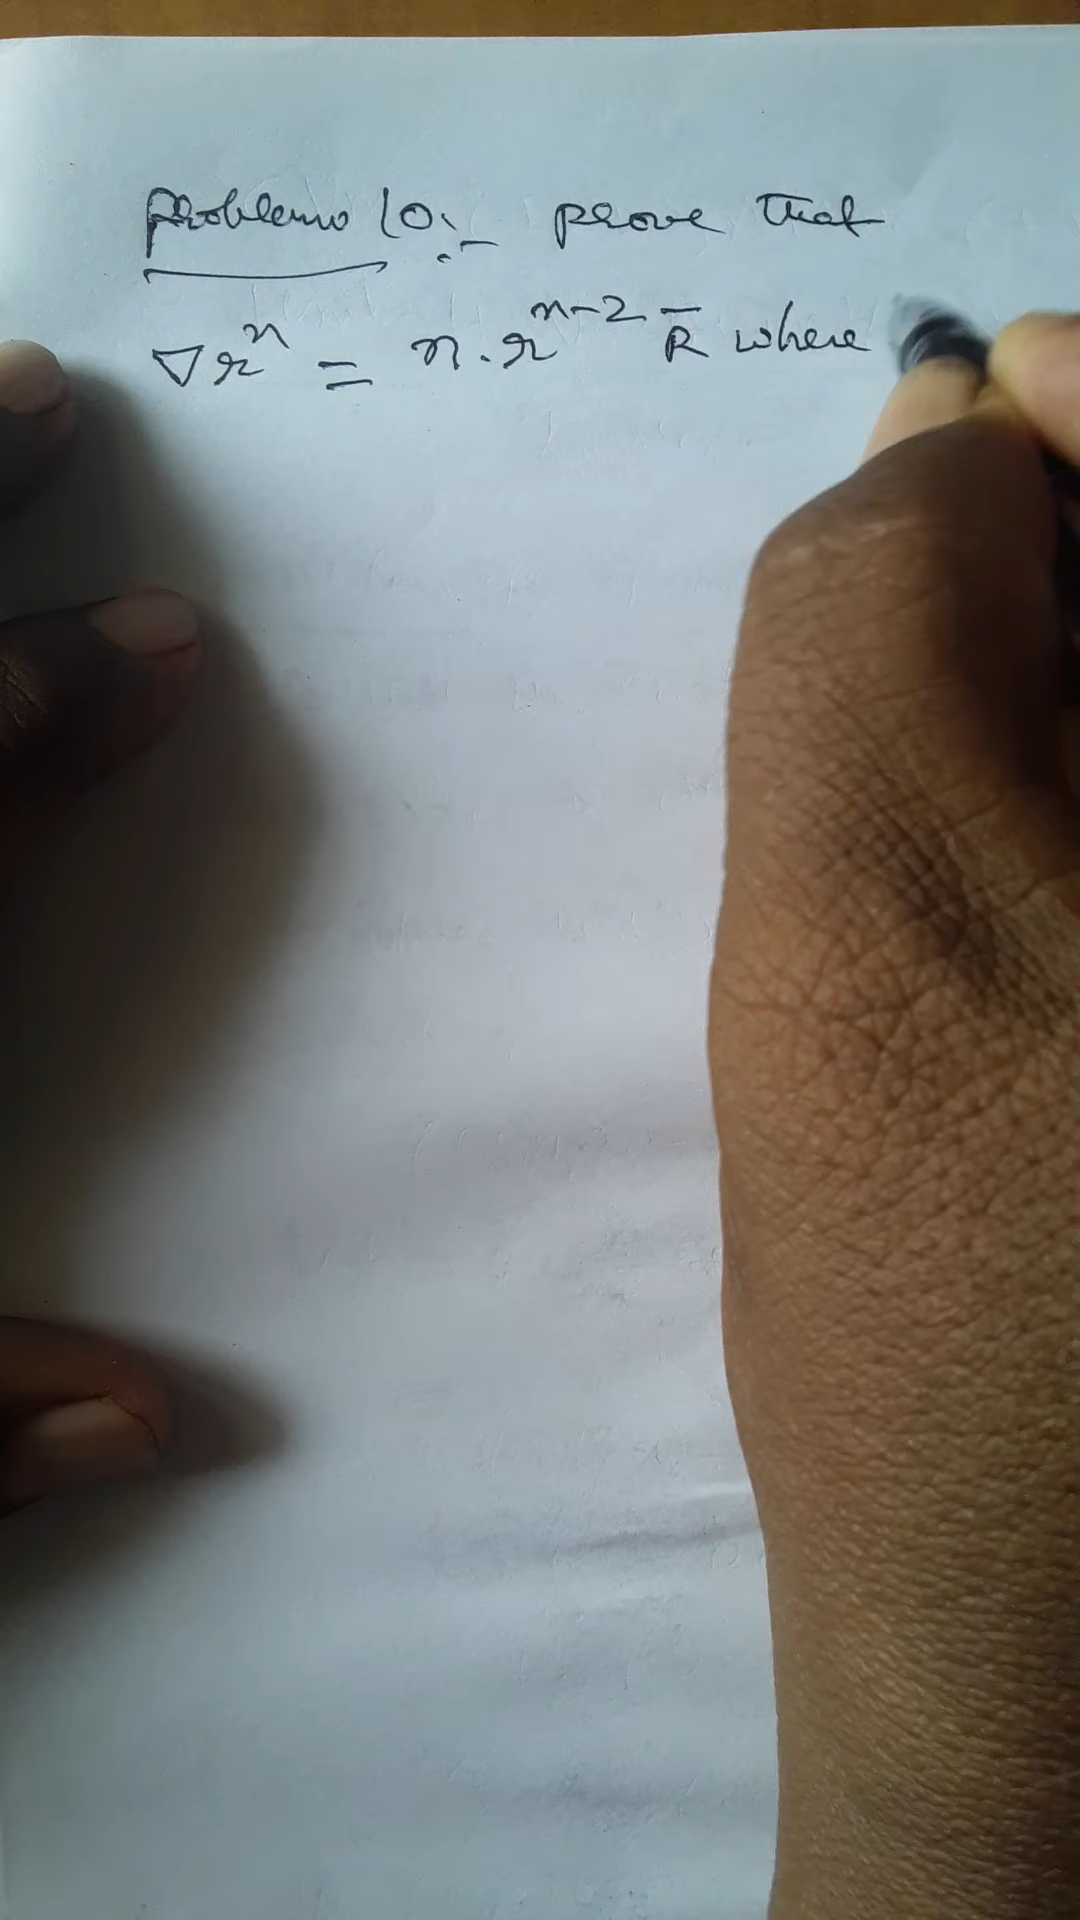 Problem 10:- prove that
∇r^n = n.r^{n-2} R̄ where